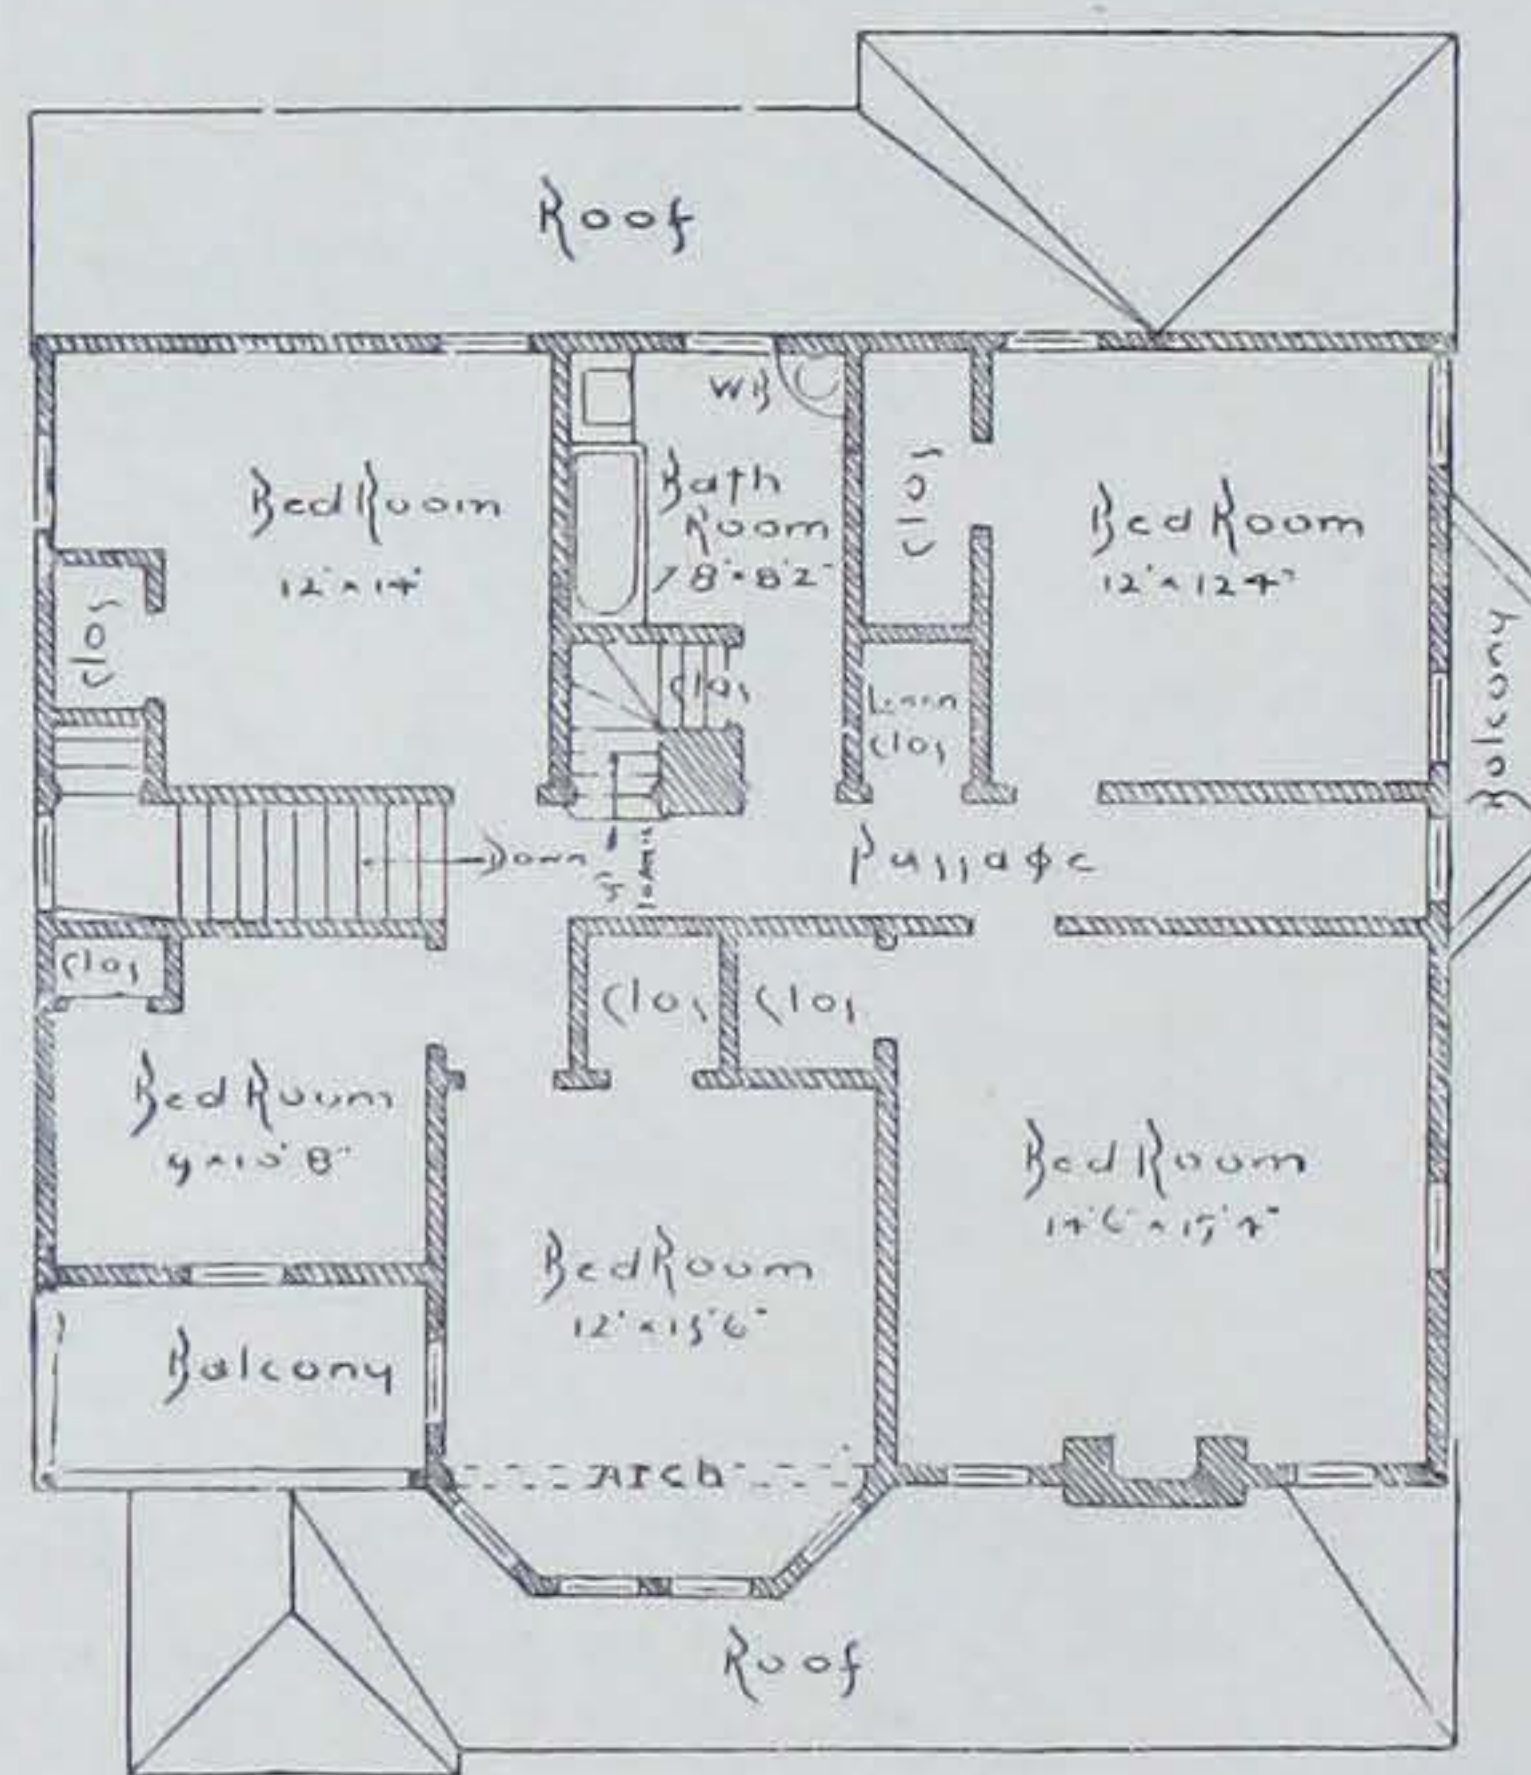 Roof
WB
Bed Room
12' x 14'
Bath
Room
7 8" x 8' 2"
Clos
Bed Room
12' x 12 4"
Clos
Clos
Linen
Clos
Balcony
Down
Passage
Clos
Clos
Clos
Bed Room
9 x 10' 8"
Bed Room
14' 6" x 15' 4"
Bed Room
12' x 15' 6"
Balcony
Arch
Roof